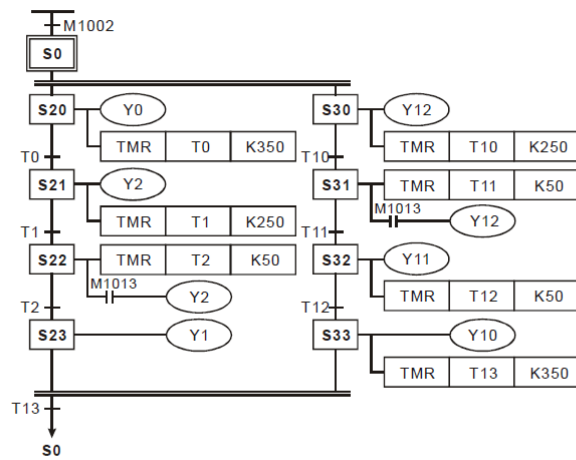 M1002
S0
S20 Y0 S30 Y12
TMR T0 K350 TMR T10 K250
T0 T10
S21 Y2 S31 TMR T11 K50
M1013 Y12
TMR T1 K250
T1 T11
S22 TMR T2 K50 S32 Y11
M1013 Y2 TMR T12 K50
T2 T12
S23 Y1 S33 Y10
TMR T13 K350
T13
S0